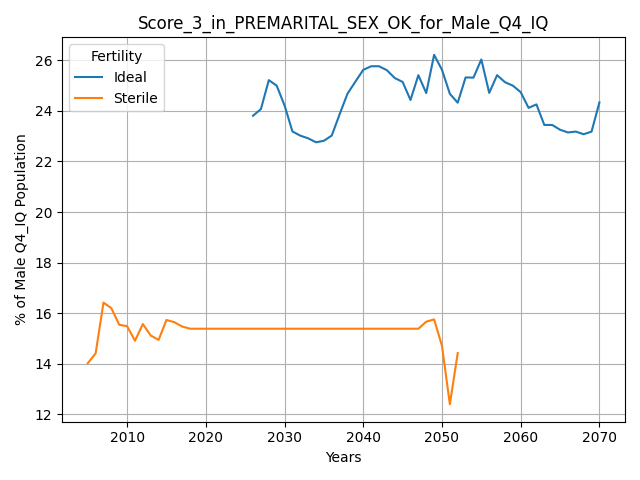 Score_3_in_PREMARITAL_SEX_OK_for_Male_Q4_IQ
Fertility
Ideal
Sterile
% of Male Q4_IQ Population
26
24
22
20
18
16
14
12
2010 2020 2030 2040 2050 2060 2070
Years